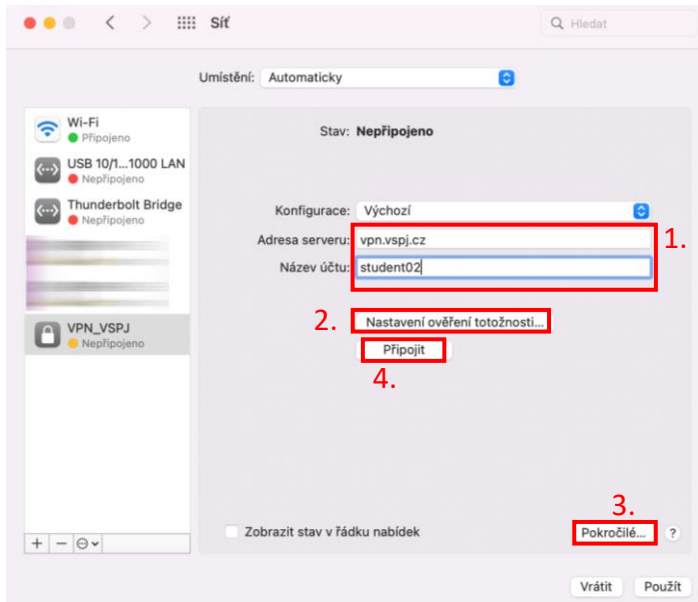 Síť
Hledat
Umístění: Automaticky
Wi-Fi
Připojeno
USB 10/1...1000 LAN
Nepřipojeno
Thunderbolt Bridge
Nepřipojeno
VPN_VSPJ
Nepřipojeno
Stav: Nepřipojeno
Konfigurace: Výchozí
Adresa serveru: vpn.vspj.cz
1.
Název účtu: student02
2. Nastavení ověření totožnosti...
Připojit
4.
3.
Zobrazit stav v řádku nabídek
Pokročilé... ?
Vrátit Použít